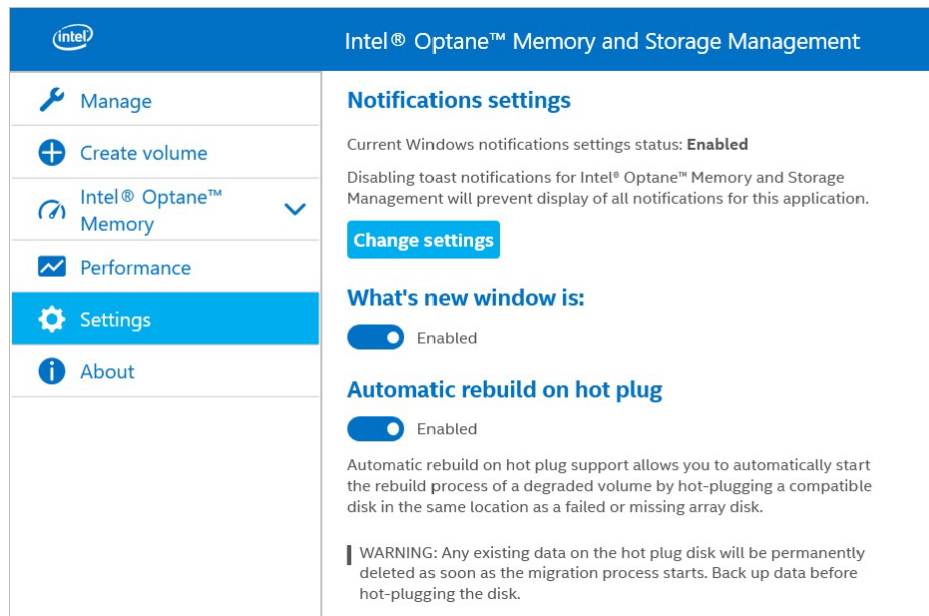 intel
Intel® Optane™ Memory and Storage Management
Manage
Create volume
Intel® Optane™
Memory
Performance
Settings
About
Notifications settings
Current Windows notifications settings status: Enabled
Disabling toast notifications for Intel® Optane™ Memory and Storage
Management will prevent display of all notifications for this application.
Change settings
What's new window is:
Enabled
Automatic rebuild on hot plug
Enabled
Automatic rebuild on hot plug support allows you to automatically start
the rebuild process of a degraded volume by hot-plugging a compatible
disk in the same location as a failed or missing array disk.
WARNING: Any existing data on the hot plug disk will be permanently
deleted as soon as the migration process starts. Back up data before
hot-plugging the disk.